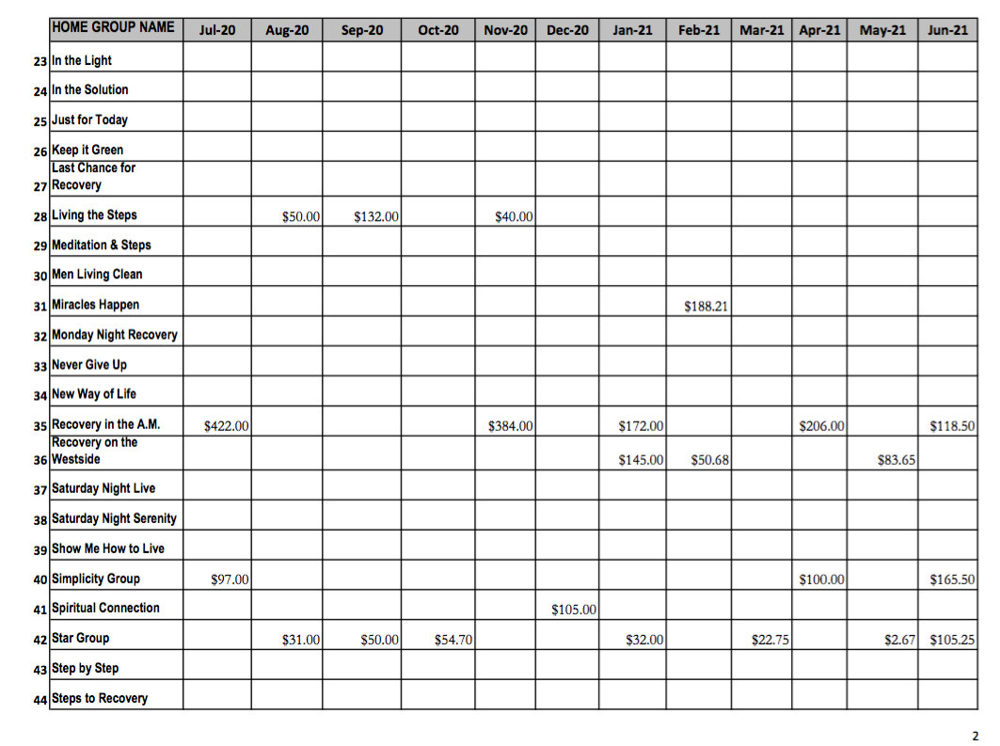 HOME GROUP NAME Jul-20 Aug-20 Sep-20 Oct-20 Nov-20 Dec-20 Jan-21 Feb-21 Mar-21 Apr-21 May-21 Jun-21
23 In the Light
24 In the Solution
25 Just for Today
26 Keep it Green
Last Chance for
27 Recovery
28 Living the Steps $50.00 $132.00 $40.00
29 Meditation & Steps
30 Men Living Clean
31 Miracles Happen $188.21
32 Monday Night Recovery
33 Never Give Up
34 New Way of Life
35 Recovery in the A.M. $422.00 $384.00 $172.00 $206.00 $118.50
Recovery on the
36 Westside $145.00 $50.68 $83.65
37 Saturday Night Live
38 Saturday Night Serenity
39 Show Me How to Live
40 Simplicity Group $97.00 $100.00 $165.50
41 Spiritual Connection $105.00
42 Star Group $31.00 $50.00 $54.70 $32.00 $22.75 $2.67 $105.25
43 Step by Step
44 Steps to Recovery
2